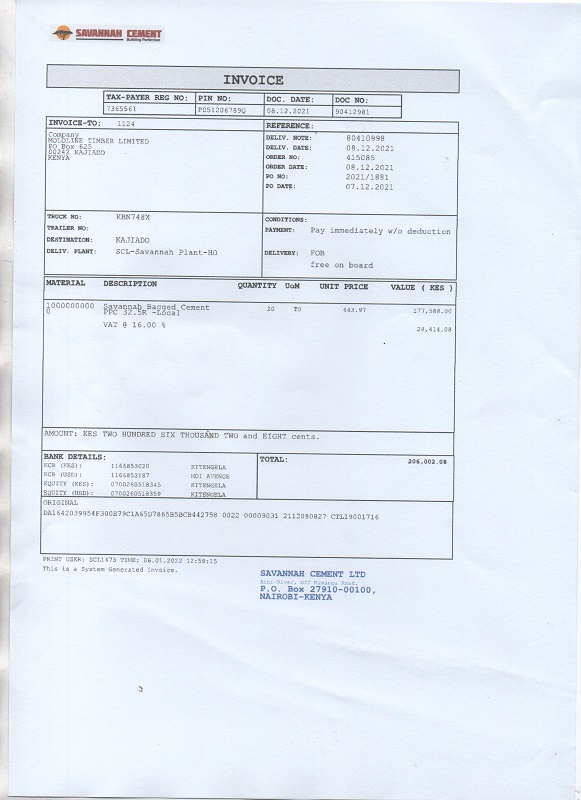 SAVANNAH CEMENT
Building Perfection
INVOICE
TAX-PAYER REG NO: PIN NO: DOC. DATE: DOC NO:
7365561 P051206789Q 08.12.2021 90412981
INVOICE-TO: 1124
Company
MOLOLINE TIMBER LIMITED
PO Box 625
00242 KAJIADO
KENYA
REFERENCE:
DELIV. NOTE: 80410998
DELIV. DATE: 08.12.2021
ORDER NO: 415085
ORDER DATE: 08.12.2021
PO NO: 2021/1881
PO DATE: 07.12.2021
TRUCK NO: KBN748X
TRAILER NO:
DESTINATION: KAJIADO
DELIV. PLANT: SCL-Savannah Plant-HO
CONDITIONS:
PAYMENT: Pay immediately w/o deduction
DELIVERY: FOB
free on board
MATERIAL DESCRIPTION QUANTITY UoM UNIT PRICE VALUE ( KES )
1000000000 Savannah Bagged Cement 20 TO 443.97 177,588.00
0 PPC 32.5R -Local
VAT @ 16.00 % 28,414.08
AMOUNT: KES TWO HUNDRED SIX THOUSAND TWO and EIGHT cents.
BANK DETAILS:
KCB (KES): 1166853020 KITENGELA
KCB (USD): 1166853187 MOI AVENUE
EQUITY (KES): 0700260518345 KITENGELA
EQUITY (USD): 0700260518359 KITENGELA
TOTAL: 206,002.08
ORIGINAL
DA1642039954F300E79C1A65D7865B5BCB442758 0022 00009031 2112080827 CTL19001716
PRINT USER: SCL1473 TIME: 06.01.2022 12:59:15
This is a System Generated Invoice.
SAVANNAH CEMENT LTD
Athi-River, Off Namanga Road.
P.O. Box 27910-00100,
NAIROBI-KENYA